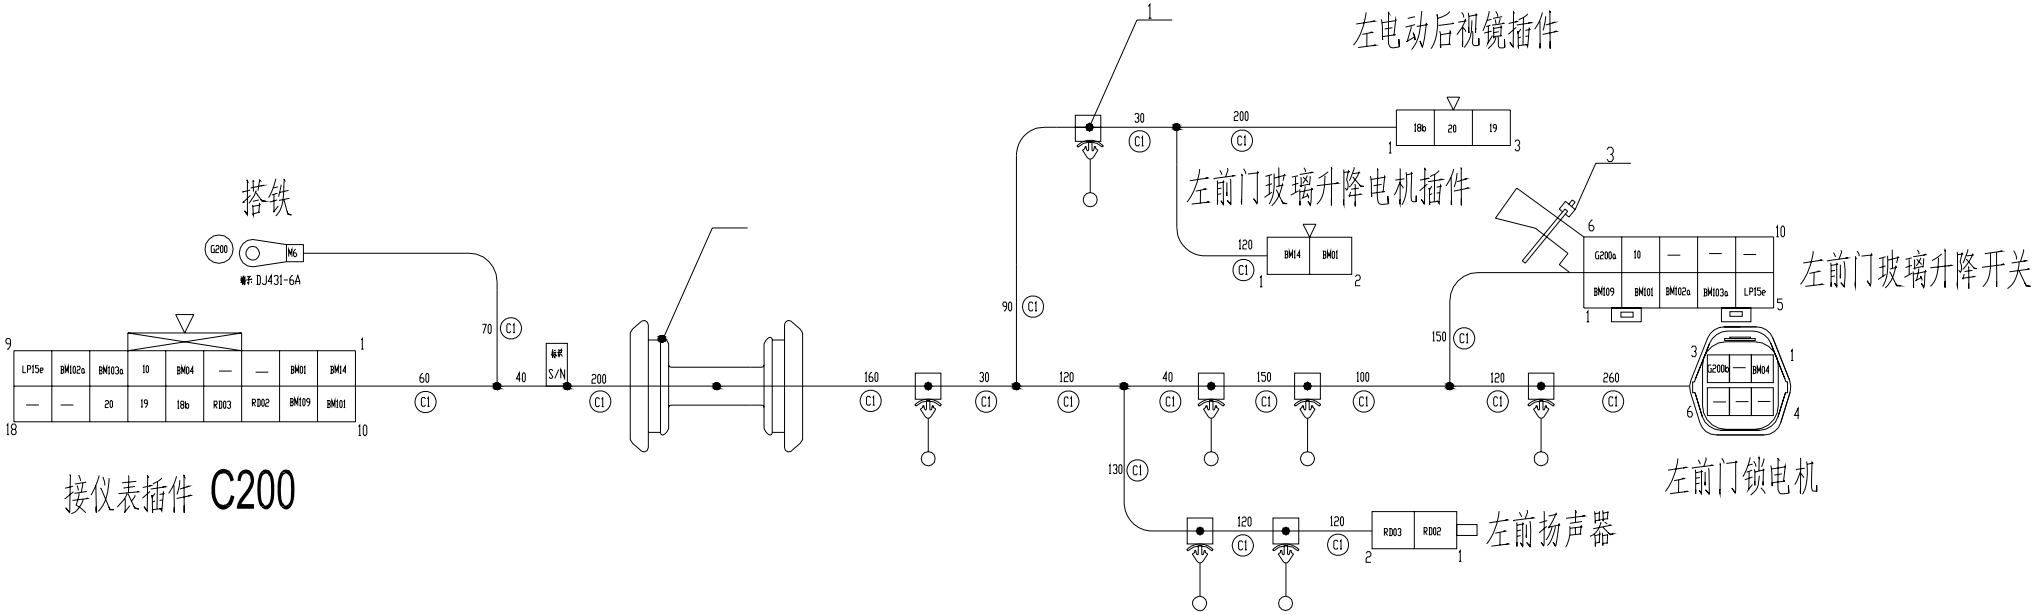 1
左电动后视镜插件
30
200
C1
C1
18b 20 19
1
3
左前门玻璃升降电机插件
3
搭铁
G200
M6
端示 DJ431-6A
120
C1
BM14 BM01
1
2
6
10
G200a 10 — — —
BM109 BM101 BM102a BM103a LP15e
1
5
左前门玻璃升降开关
90
C1
70
C1
150
C1
9
1
LP15e BM102a BM103a 10 BM04 — — BM01 BM14
— — 20 19 18b RD03 RD02 BM109 BM101
18
10
60
C1
40
标识
S/N
200
C1
160
C1
30
C1
120
C1
40
C1
150
C1
100
C1
120
C1
260
C1
3
1
G200b — BM04
— — —
6
4
左前门锁电机
接仪表插件 C200
130
C1
120
C1
120
C1
RD03 RD02
2
1
左前扬声器